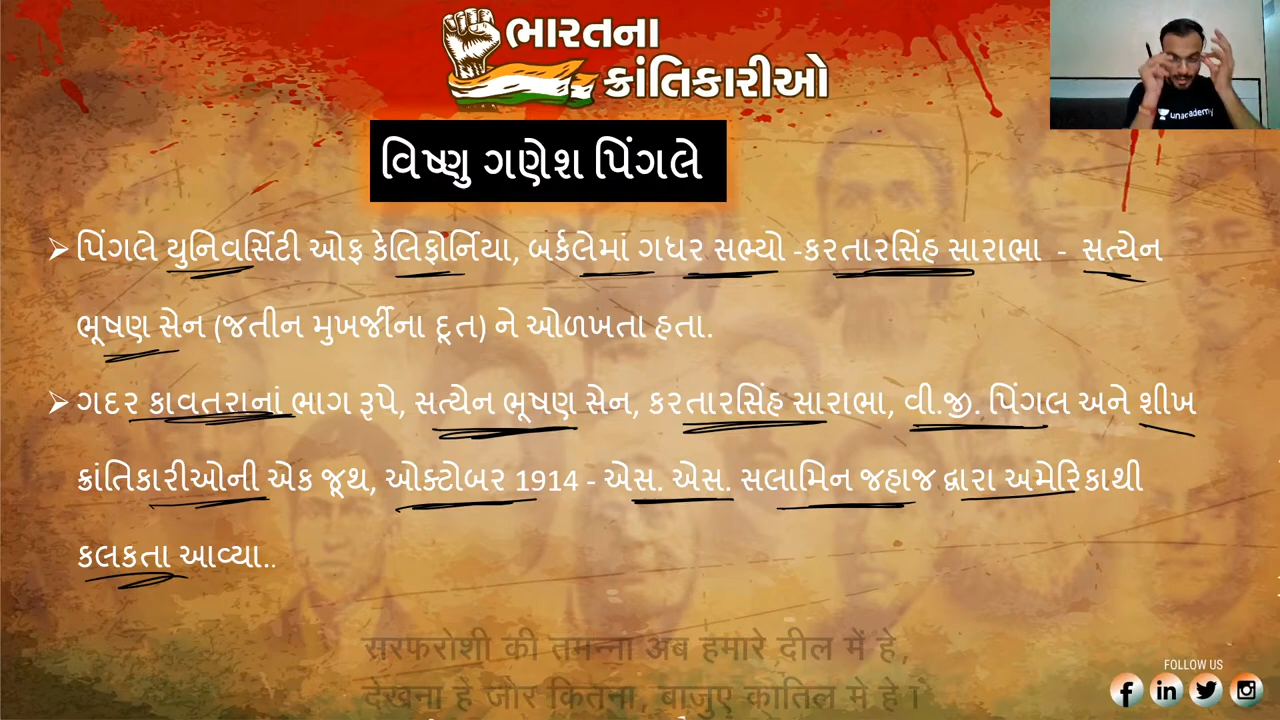 ભારતના
ક્રાંતિકારીઓ
unacademy
વિષ્ણુ ગણેશ પિંગલે
➢ પિંગલે યુનિવર્સિટી ઓફ કેલિફોર્નિયા, બર્કલેમાં ગધર સભ્યો -કરતારસિંહ સારાભા - સત્યેન
ભૂષણ સેન (જતીન મુખર્જીના દૂત) ને ઓળખતા હતા.
➢ ગદર કાવતરાનાં ભાગ રૂપે, સત્યેન ભૂષણ સેન, કરતારસિંહ સારાભા, વી.જી. પિંગલ અને શીખ
ક્રાંતિકારીઓની એક જૂથ, ઓક્ટોબર 1914 - એસ. એસ. સલામિન જહાજ દ્વારા અમેરિકાથી
કલકતા આવ્યા..
सरफरोशी की तमन्ना अब हमारे दील में हे,
देखना हे जोर कितना, बाजुए कातिल मे हे।
FOLLOW US